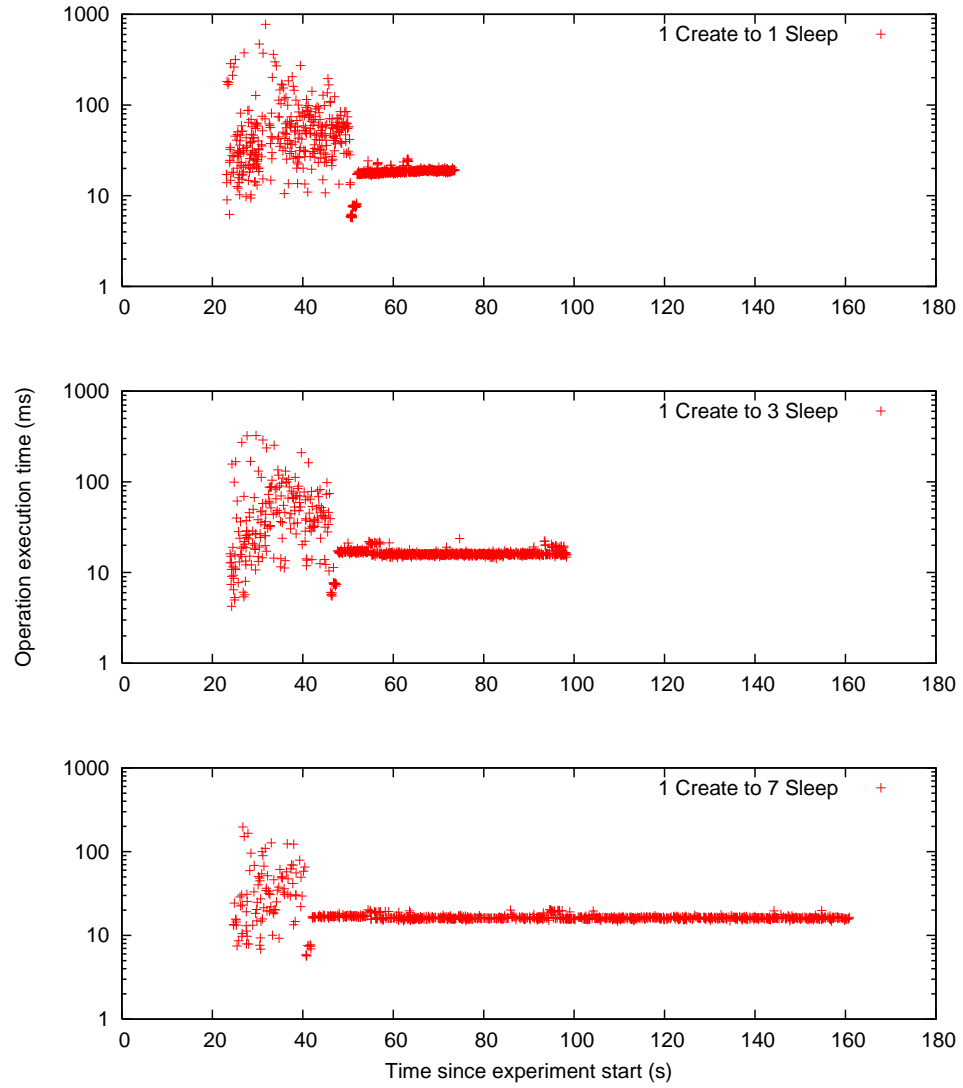 1000
1 Create to 1 Sleep
100
10
1
0 20 40 60 80 100 120 140 160 180
Operation execution time (ms)
1000
1 Create to 3 Sleep
100
10
1
0 20 40 60 80 100 120 140 160 180
1000
1 Create to 7 Sleep
100
10
1
0 20 40 60 80 100 120 140 160 180
Time since experiment start (s)